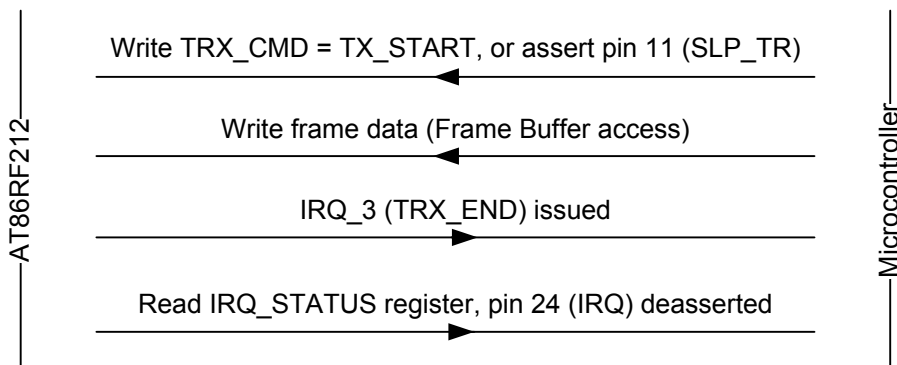 Write TRX_CMD = TX_START, or assert pin 11 (SLP_TR)
Write frame data (Frame Buffer access)
IRQ_3 (TRX_END) issued
Read IRQ_STATUS register, pin 24 (IRQ) deasserted
AT86RF212
Microcontroller